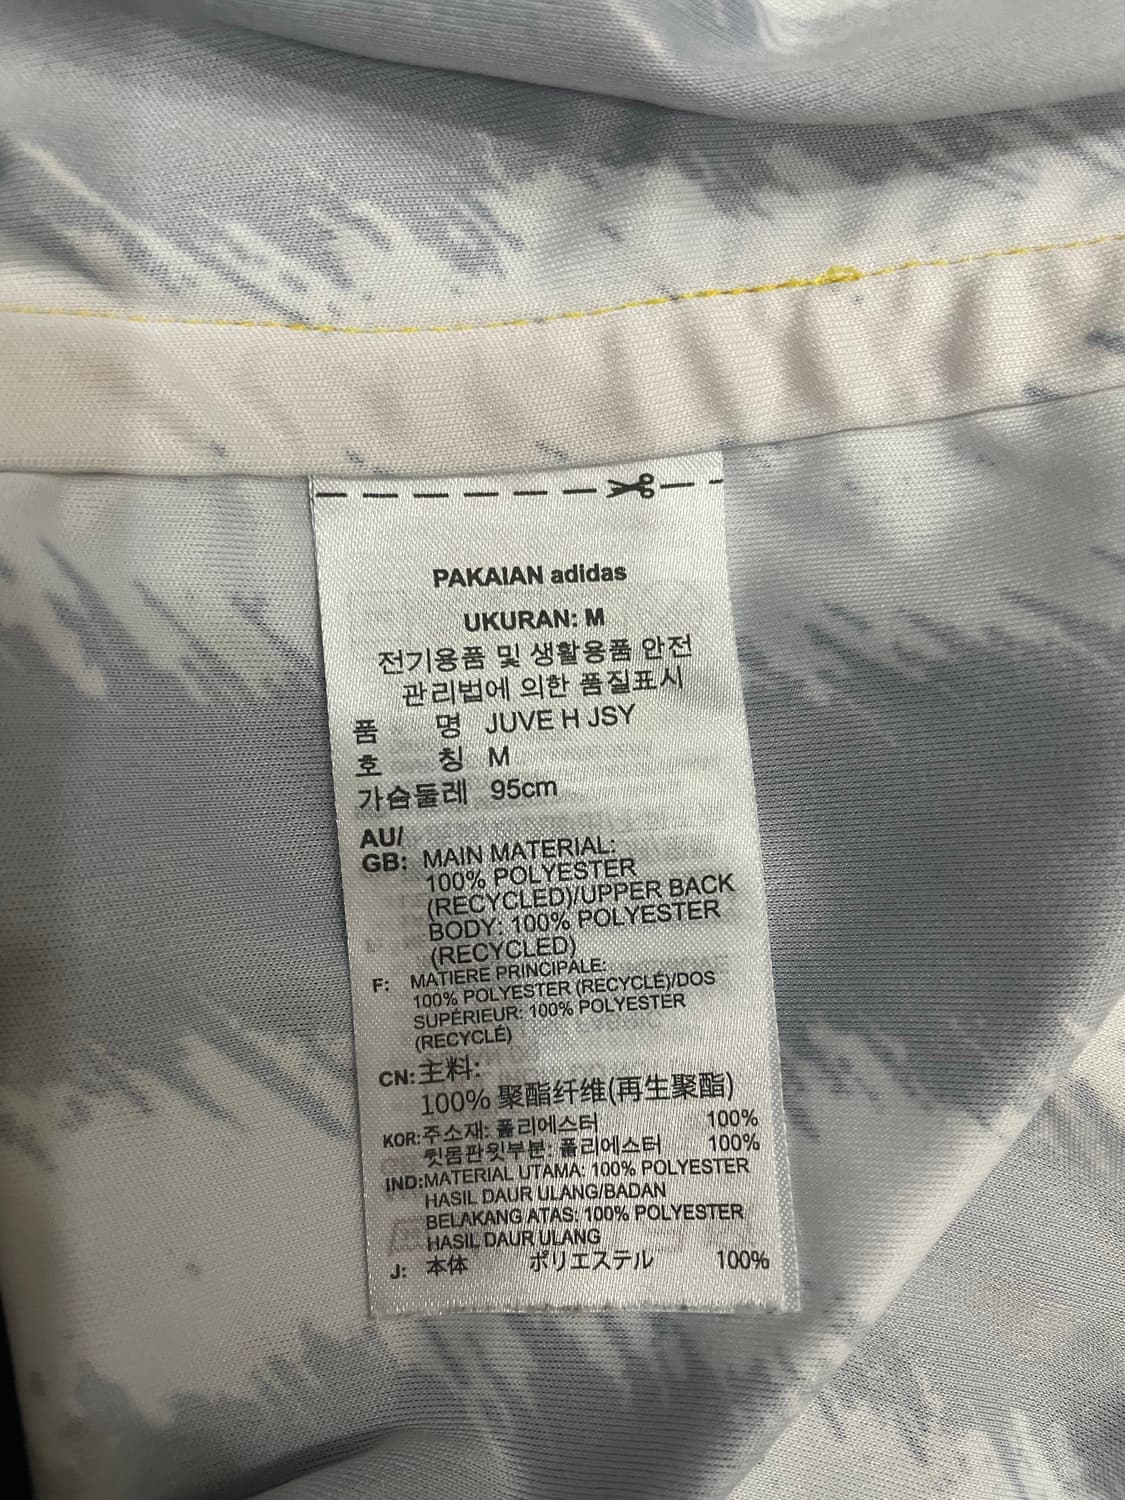 PAKAIAN adidas
UKURAN: M
전기용품 및 생활용품 안전
관리법에 의한 품질표시
품 명 JUVE H JSY
호 칭 M
가슴둘레 95cm
AU/
GB: MAIN MATERIAL:
100% POLYESTER
(RECYCLED)/UPPER BACK
BODY: 100% POLYESTER
(RECYCLED)
F: MATIERE PRINCIPALE:
100% POLYESTER (RECYCLÉ)/DOS
SUPÉRIEUR: 100% POLYESTER
(RECYCLÉ)
CN: 主料:
100% 聚酯纤维(再生聚酯)
KOR: 주소재: 폴리에스터 100%
뒷몸판윗부분: 폴리에스터 100%
IND: MATERIAL UTAMA: 100% POLYESTER
HASIL DAUR ULANG/BADAN
BELAKANG ATAS: 100% POLYESTER
HASIL DAUR ULANG
J: 本体 ポリエステル 100%